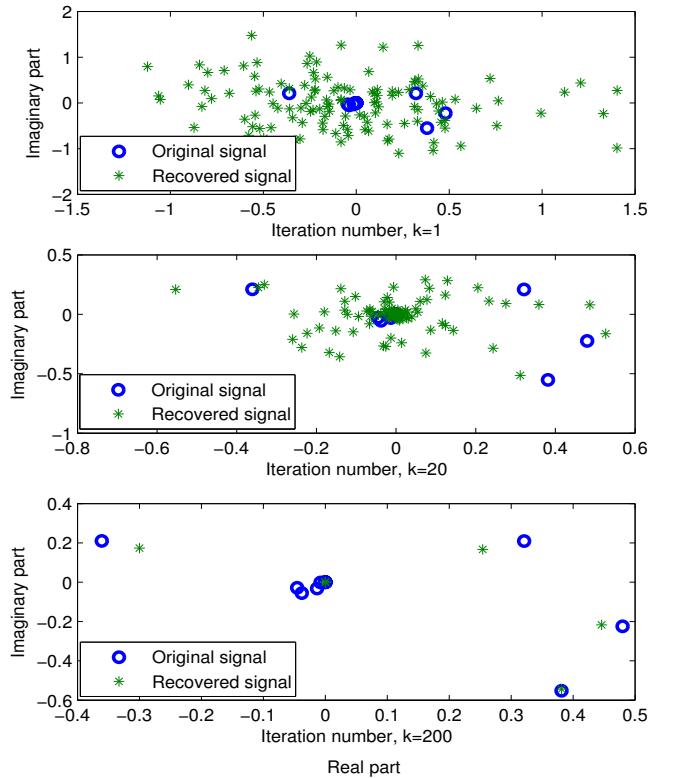 2
1
0
−1
−2
Imaginary part
Original signal
Recovered signal
−1.5 −1 −0.5 0 0.5 1 1.5
Iteration number, k=1
0.5
0
−0.5
−1
Imaginary part
Original signal
Recovered signal
−0.8 −0.6 −0.4 −0.2 0 0.2 0.4 0.6
Iteration number, k=20
0.4
0.2
0
−0.2
−0.4
−0.6
Imaginary part
Original signal
Recovered signal
−0.4 −0.3 −0.2 −0.1 0 0.1 0.2 0.3 0.4 0.5
Iteration number, k=200
Real part